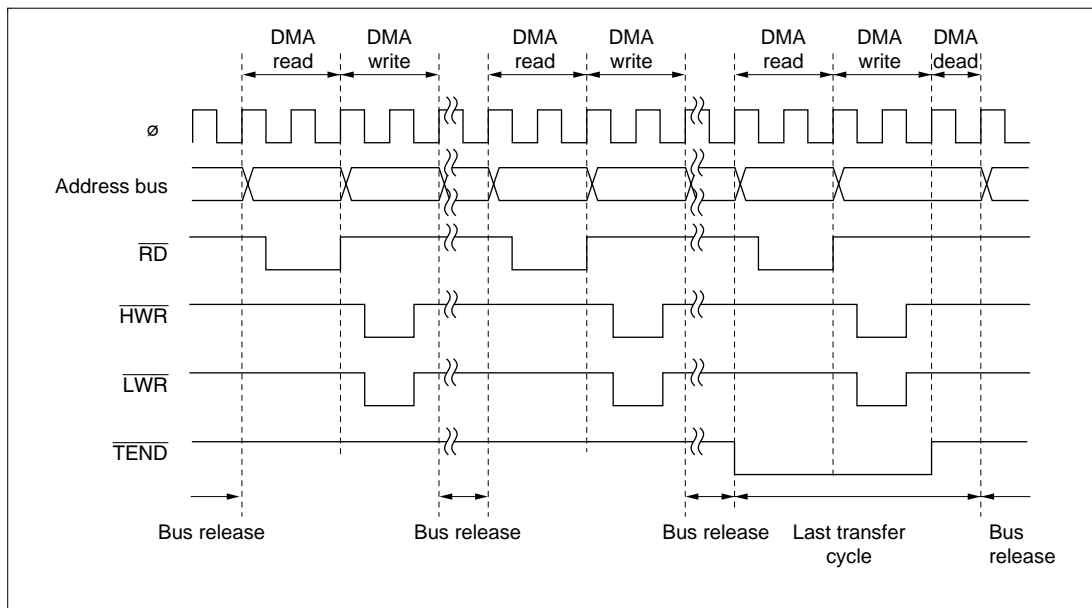 DMA read
DMA write
DMA read
DMA write
DMA read
DMA write
DMA dead
ø
Address bus
RD
HWR
LWR
TEND
Bus release
Bus release
Bus release
Last transfer cycle
Bus release